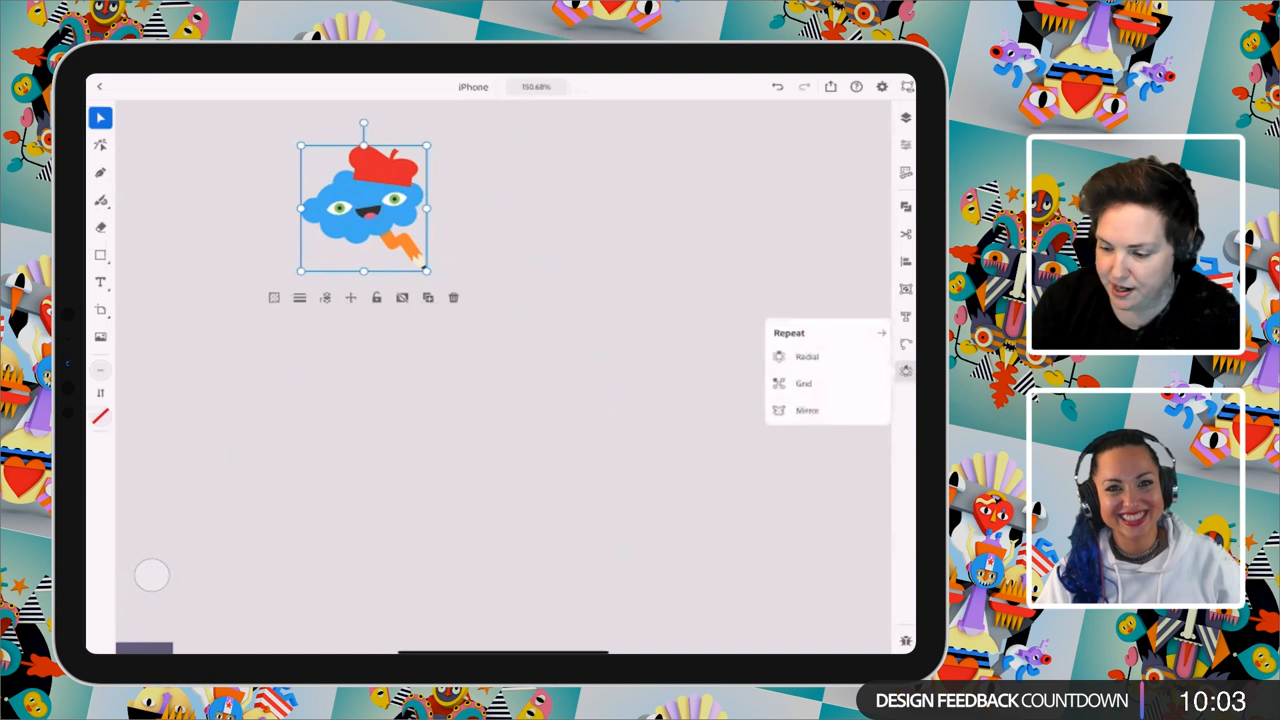 iPhone
150.68%
Repeat
Radial
Grid
Mirror
DESIGN FEEDBACK COUNTDOWN
10:03